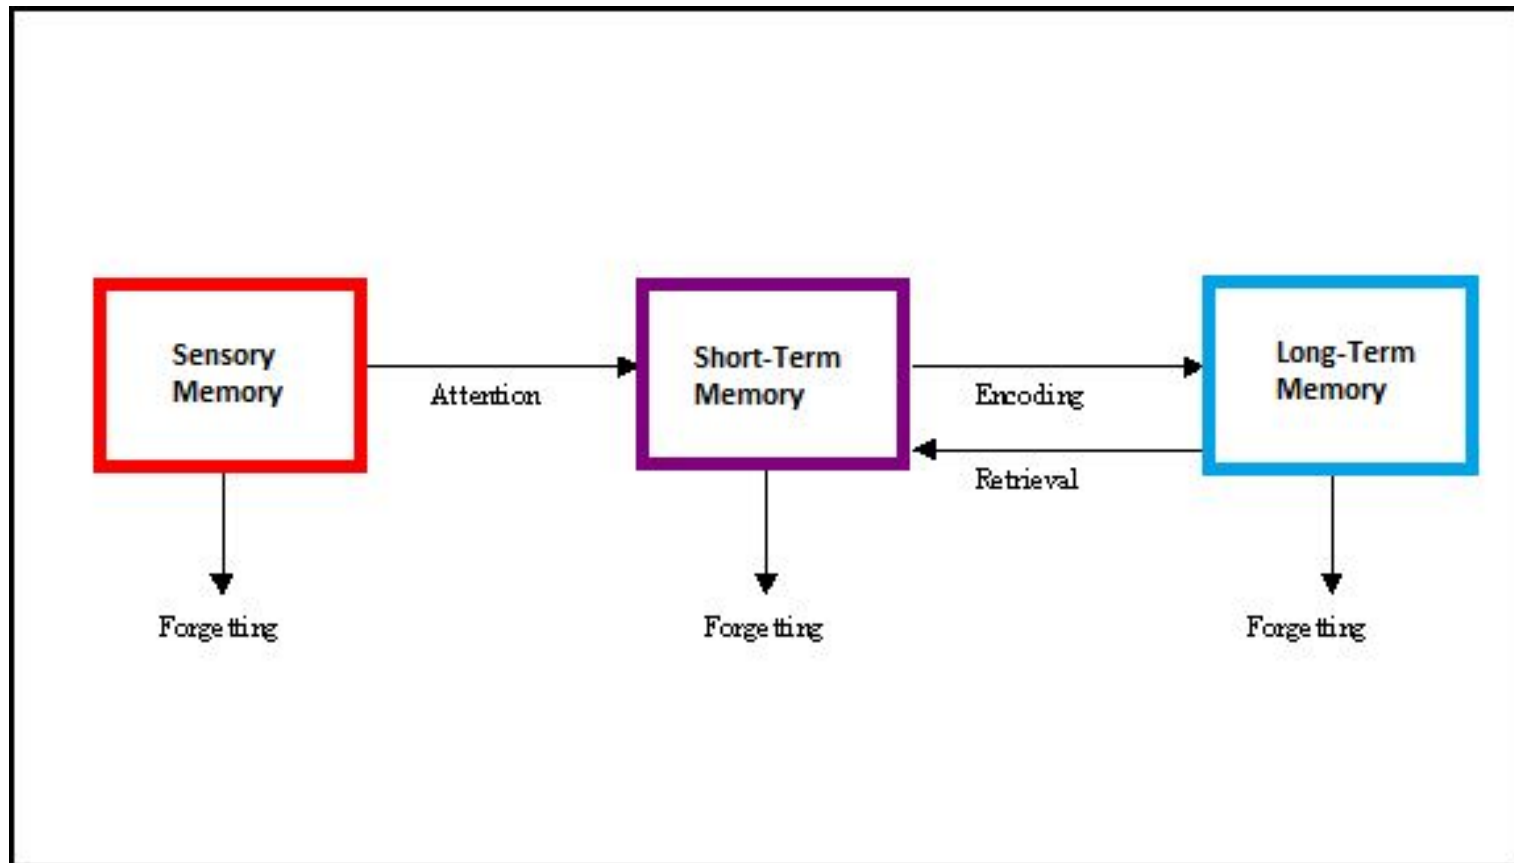 Sensory
Memory
Attention
Short-Term
Memory
Encoding
Retrieval
Long-Term
Memory
Forgetting
Forgetting
Forgetting